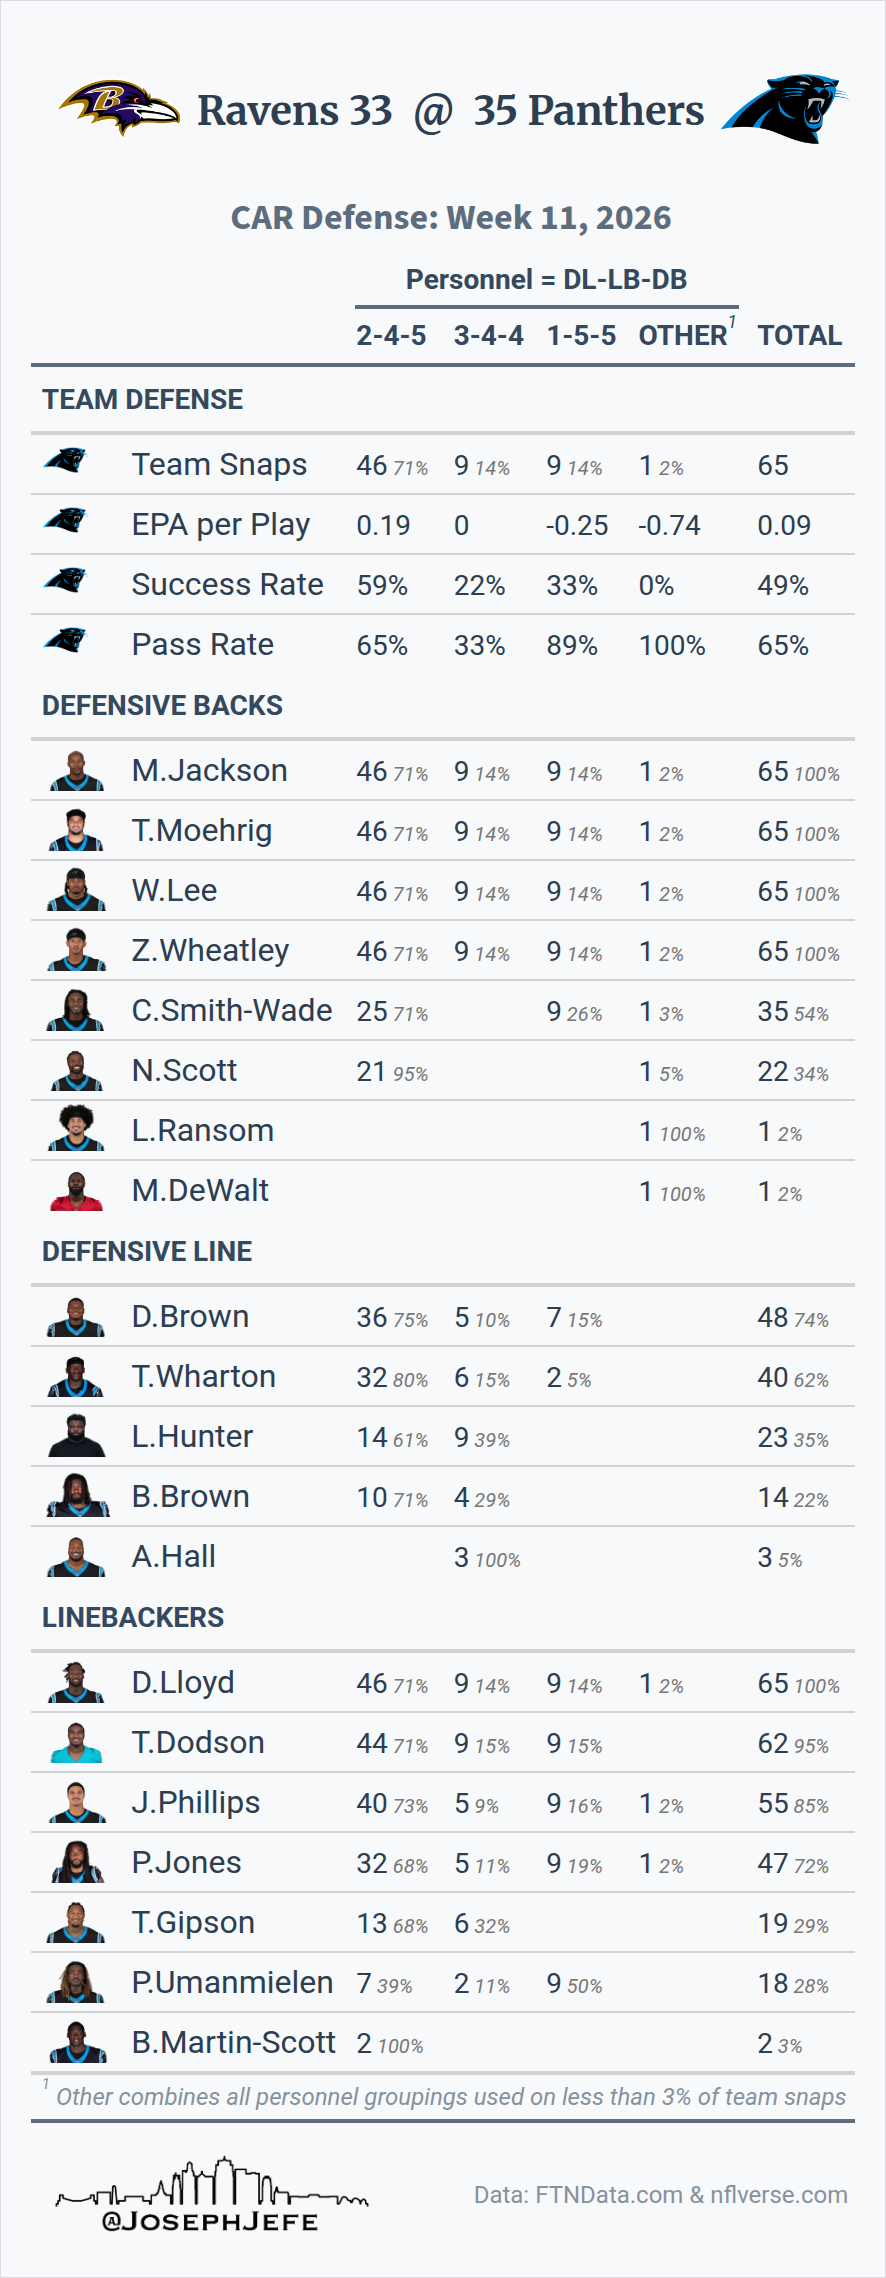 Ravens 33 @ 35 Panthers
CAR Defense: Week 11, 2026
Personnel = DL-LB-DB
2-4-5 3-4-4 1-5-5 OTHER1 TOTAL
TEAM DEFENSE
Team Snaps 46 71% 9 14% 9 14% 1 2% 65
EPA per Play 0.19 0 -0.25 -0.74 0.09
Success Rate 59% 22% 33% 0% 49%
Pass Rate 65% 33% 89% 100% 65%
DEFENSIVE BACKS
M.Jackson 46 71% 9 14% 9 14% 1 2% 65 100%
T.Moehrig 46 71% 9 14% 9 14% 1 2% 65 100%
W.Lee 46 71% 9 14% 9 14% 1 2% 65 100%
Z.Wheatley 46 71% 9 14% 9 14% 1 2% 65 100%
C.Smith-Wade 25 71% 9 26% 1 3% 35 54%
N.Scott 21 95% 1 5% 22 34%
L.Ransom 1 100% 1 2%
M.DeWalt 1 100% 1 2%
DEFENSIVE LINE
D.Brown 36 75% 5 10% 7 15% 48 74%
T.Wharton 32 80% 6 15% 2 5% 40 62%
L.Hunter 14 61% 9 39% 23 35%
B.Brown 10 71% 4 29% 14 22%
A.Hall 3 100% 3 5%
LINEBACKERS
D.Lloyd 46 71% 9 14% 9 14% 1 2% 65 100%
T.Dodson 44 71% 9 15% 9 15% 62 95%
J.Phillips 40 73% 5 9% 9 16% 1 2% 55 85%
P.Jones 32 68% 5 11% 9 19% 1 2% 47 72%
T.Gipson 13 68% 6 32% 19 29%
P.Umanmielen 7 39% 2 11% 9 50% 18 28%
B.Martin-Scott 2 100% 2 3%
1 Other combines all personnel groupings used on less than 3% of team snaps
@JosephJefe
Data: FTNData.com & nflverse.com